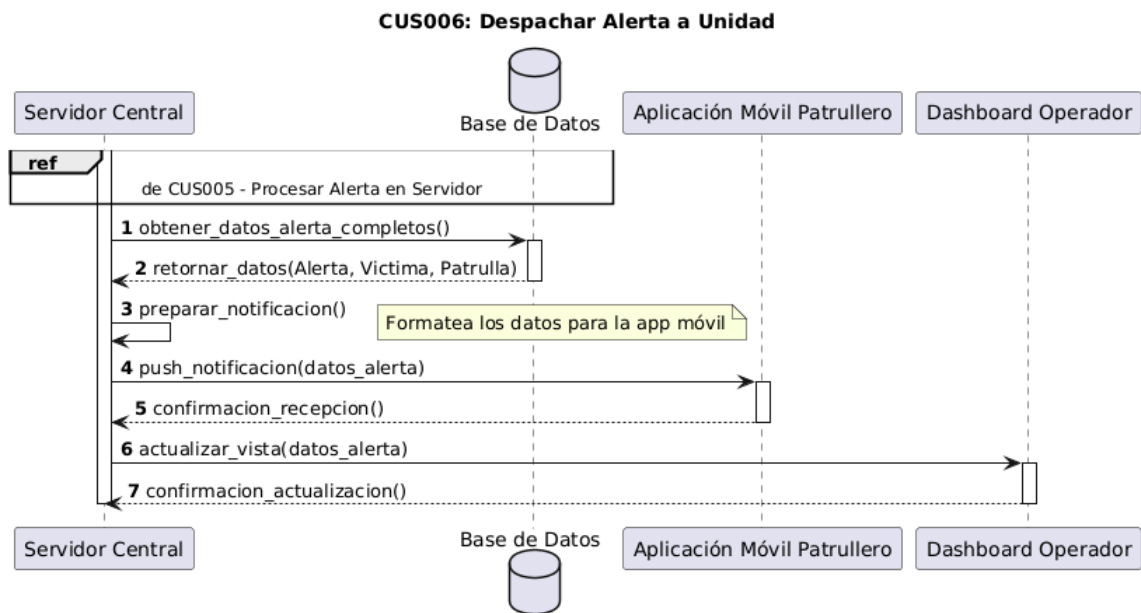 CUS006: Despachar Alerta a Unidad
Servidor Central
Base de Datos
Aplicación Móvil Patrullero
Dashboard Operador
ref
de CUS005 - Procesar Alerta en Servidor
1 obtener_datos_alerta_completos()
2 retornar_datos(Alerta, Victima, Patrulla)
3 preparar_notificacion()
Formatea los datos para la app móvil
4 push_notificacion(datos_alerta)
5 confirmacion_recepcion()
6 actualizar_vista(datos_alerta)
7 confirmacion_actualizacion()
Servidor Central
Base de Datos
Aplicación Móvil Patrullero
Dashboard Operador